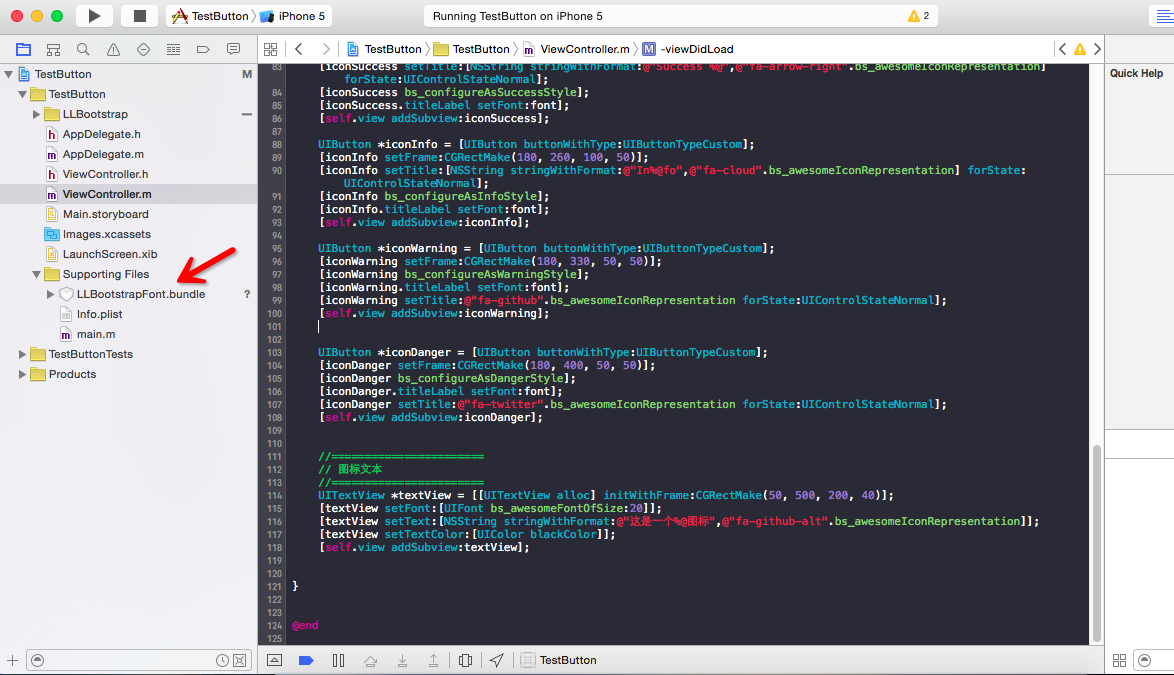 TestButton
iPhone 5
Running TestButton on iPhone 5
2
TestButton
TestButton
ViewController.m
M
-viewDidLoad
TestButton
M
TestButton
LLBootstrap
h AppDelegate.h
m AppDelegate.m
h ViewController.h
m ViewController.m
Main.storyboard
Images.xcassets
LaunchScreen.xib
Supporting Files
LLBootstrapFont.bundle
?
Info.plist
m main.m
TestButtonTests
Products
83 [iconSuccess setTitle:[NSString stringWithFormat:@"Success %@",@"fa-arrow-right".bs_awesomeIconRepresentation]
forState:UIControlStateNormal];
84 [iconSuccess bs_configureAsSuccessStyle];
85 [iconSuccess.titleLabel setFont:font];
86 [self.view addSubview:iconSuccess];
87
88 UIButton *iconInfo = [UIButton buttonWithType:UIButtonTypeCustom];
89 [iconInfo setFrame:CGRectMake(180, 260, 100, 50)];
90 [iconInfo setTitle:[NSString stringWithFormat:@"In%@fo",@"fa-cloud".bs_awesomeIconRepresentation] forState:
UIControlStateNormal];
91 [iconInfo bs_configureAsInfoStyle];
92 [iconInfo.titleLabel setFont:font];
93 [self.view addSubview:iconInfo];
94
95 UIButton *iconWarning = [UIButton buttonWithType:UIButtonTypeCustom];
96 [iconWarning setFrame:CGRectMake(180, 330, 50, 50)];
97 [iconWarning bs_configureAsWarningStyle];
98 [iconWarning.titleLabel setFont:font];
99 [iconWarning setTitle:@"fa-github".bs_awesomeIconRepresentation forState:UIControlStateNormal];
100 [self.view addSubview:iconWarning];
101
102
103 UIButton *iconDanger = [UIButton buttonWithType:UIButtonTypeCustom];
104 [iconDanger setFrame:CGRectMake(180, 400, 50, 50)];
105 [iconDanger bs_configureAsDangerStyle];
106 [iconDanger.titleLabel setFont:font];
107 [iconDanger setTitle:@"fa-twitter".bs_awesomeIconRepresentation forState:UIControlStateNormal];
108 [self.view addSubview:iconDanger];
109
110
111 //=======================
112 // 图标文本
113 //=======================
114 UITextView *textView = [[UITextView alloc] initWithFrame:CGRectMake(50, 500, 200, 40)];
115 [textView setFont:[UIFont bs_awesomeFontOfSize:20]];
116 [textView setText:[NSString stringWithFormat:@"这是一个%@图标",@"fa-github-alt".bs_awesomeIconRepresentation]];
117 [textView setTextColor:[UIColor blackColor]];
118 [self.view addSubview:textView];
119
120
121 }
122
123
124 @end
125
Quick Help
TestButton